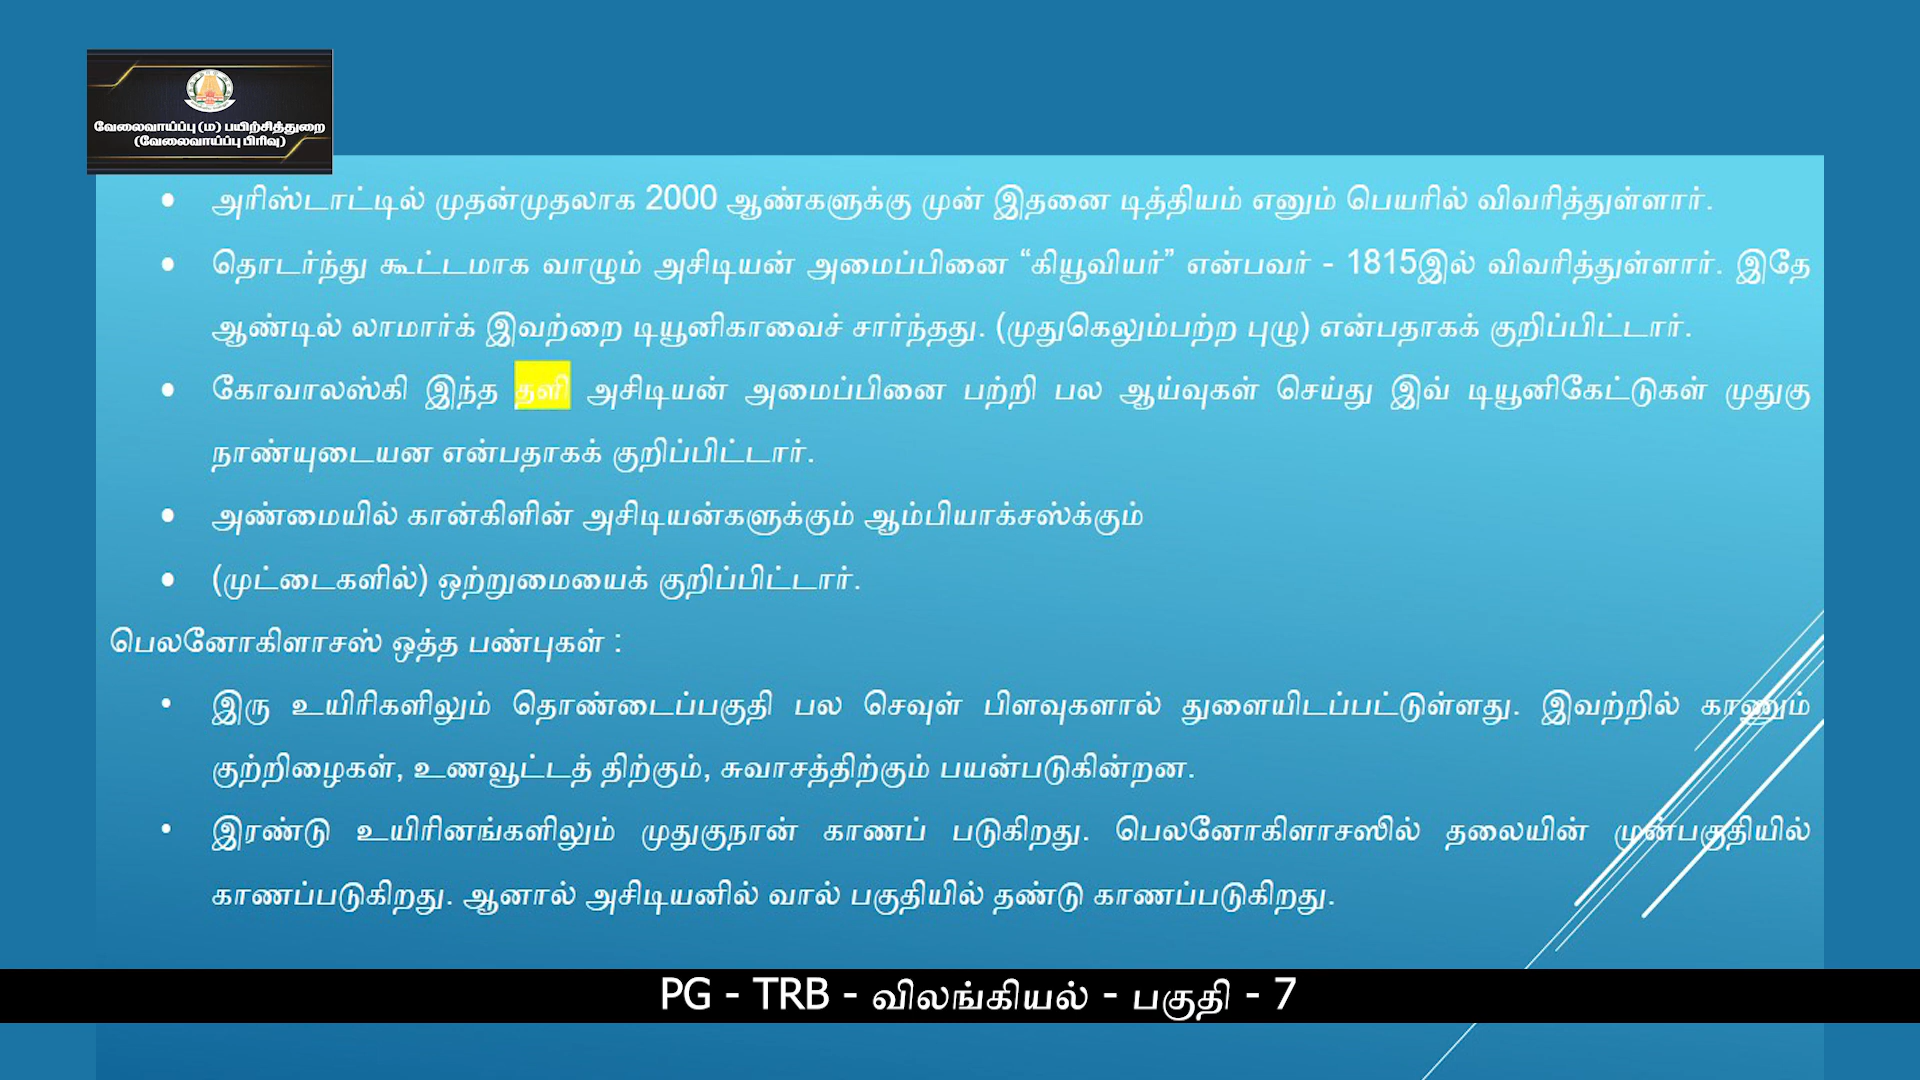 வேலைவாய்ப்பு (ம) பயிற்சித்துறை
(வேலைவாய்ப்பு பிரிவு)
• அரிஸ்டாட்டில் முதன்முதலாக 2000 ஆண்களுக்கு முன் இதனை டித்தியம் எனும் பெயரில் விவரித்துள்ளார்.
• தொடர்ந்து கூட்டமாக வாழும் அசிடியன் அமைப்பினை “கியூவியர்” என்பவர் - 1815இல் விவரித்துள்ளார். இதே
ஆண்டில் லாமார்க் இவற்றை டியூனிகாவைச் சார்ந்தது. (முதுகெலும்பற்ற புழு) என்பதாகக் குறிப்பிட்டார்.
• கோவாலஸ்கி இந்த தளி அசிடியன் அமைப்பினை பற்றி பல ஆய்வுகள் செய்து இவ் டியூனிகேட்டுகள் முதுகு
நாண்யுடையன என்பதாகக் குறிப்பிட்டார்.
• அண்மையில் கான்கிளின் அசிடியன்களுக்கும் ஆம்பியாக்சஸ்க்கும்
• (முட்டைகளில்) ஒற்றுமையைக் குறிப்பிட்டார்.
பெலனோகிளாசஸ் ஒத்த பண்புகள் :
• இரு உயிரிகளிலும் தொண்டைப்பகுதி பல செவுள் பிளவுகளால் துளையிடப்பட்டுள்ளது. இவற்றில் காணும்
குற்றிழைகள், உணவூட்டத் திற்கும், சுவாசத்திற்கும் பயன்படுகின்றன.
• இரண்டு உயிரினங்களிலும் முதுகுநான் காணப் படுகிறது. பெலனோகிளாசஸில் தலையின் முன்பகுதியில்
காணப்படுகிறது. ஆனால் அசிடியனில் வால் பகுதியில் தண்டு காணப்படுகிறது.
PG - TRB - விலங்கியல் - பகுதி - 7